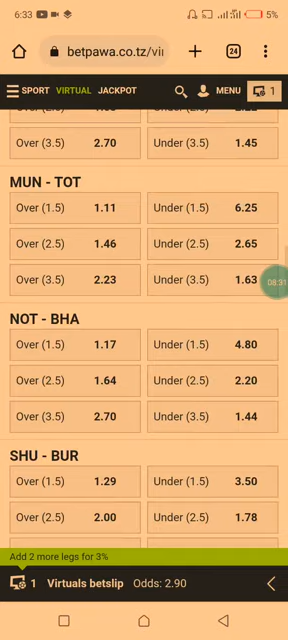 6:33
5%
betpawa.co.tz/vi
24
SPORT VIRTUAL JACKPOT MENU 1
Over (3.5) 2.70 Under (3.5) 1.45
MUN - TOT
Over (1.5) 1.11 Under (1.5) 6.25
Over (2.5) 1.46 Under (2.5) 2.65
Over (3.5) 2.23 Under (3.5) 1.63
08:31
NOT - BHA
Over (1.5) 1.17 Under (1.5) 4.80
Over (2.5) 1.64 Under (2.5) 2.20
Over (3.5) 2.70 Under (3.5) 1.44
SHU - BUR
Over (1.5) 1.29 Under (1.5) 3.50
Over (2.5) 2.00 Under (2.5) 1.78
Add 2 more legs for 3%
1 Virtuals betslip Odds: 2.90